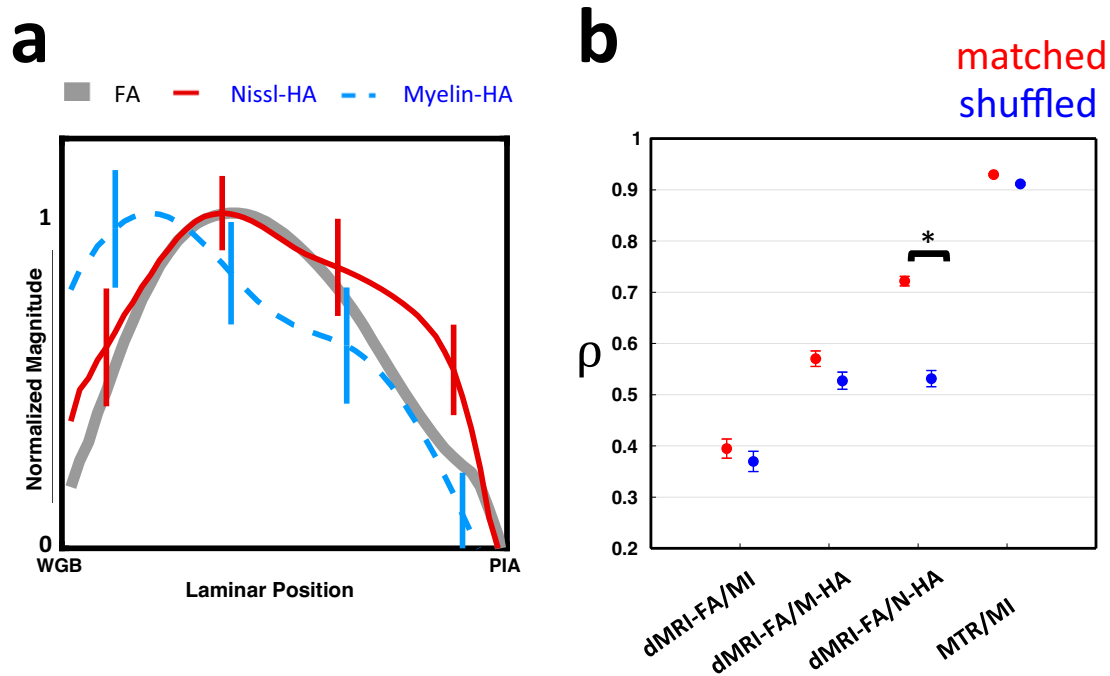 a
FA
Nissl-HA
Myelin-HA
1
Normalized Magnitude
0
WGB
PIA
Laminar Position
b
matched
shuffled
1
0.9
0.8
*
0.7
0.6
ρ
0.5
0.4
0.3
0.2
dMRI-FA/MI
dMRI-FA/M-HA
dMRI-FA/N-HA
MTR/MI